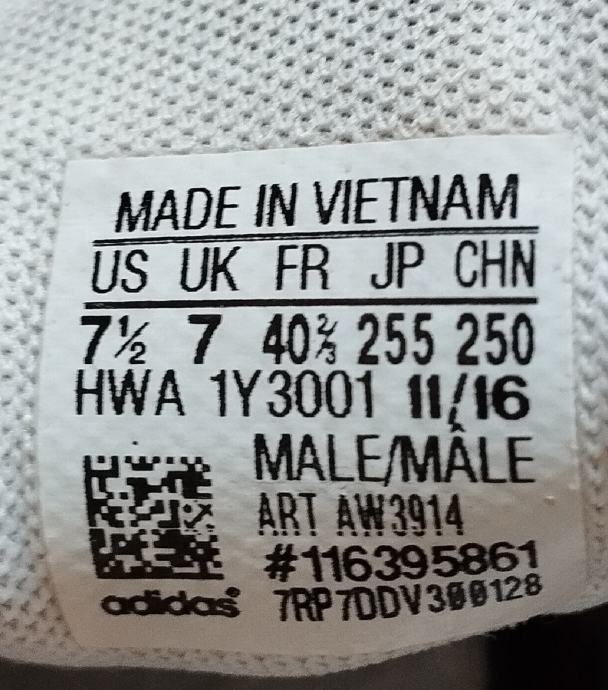 MADE IN VIETNAM
US UK FR JP CHN
7½ 7 40⅔ 255 250
HWA 1Y3001 11/16
MALE/MÂLE
ART AW3914
#116395861
adidas 7RP7DDV300128